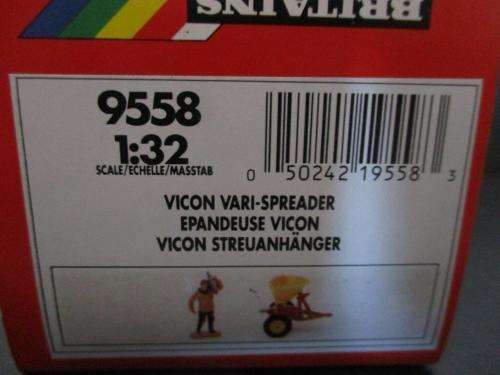 BRITAINS
9558
1:32
SCALE/ECHELLE/MASSTAB
0 50242 19558 3
VICON VARI-SPREADER
EPANDEUSE VICON
VICON STREUANHÄNGER